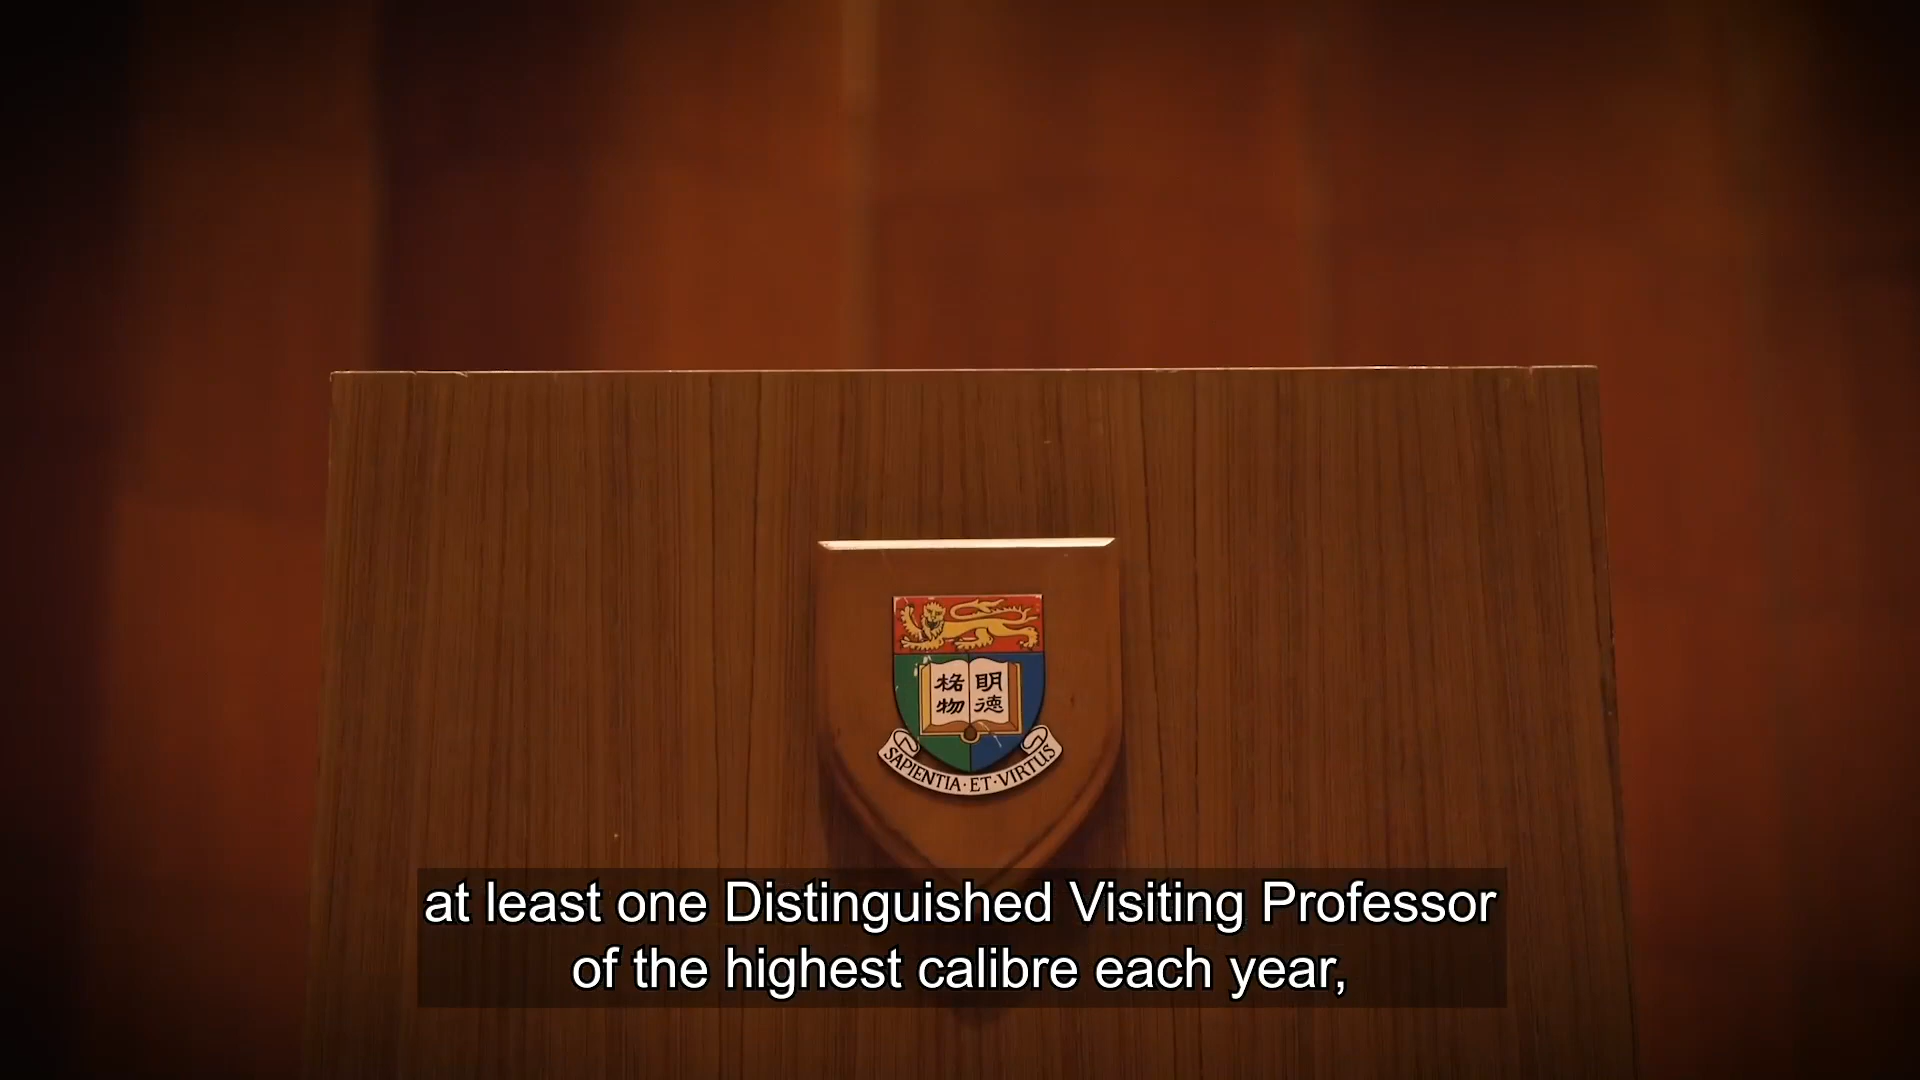 格物 明德
SAPIENTIA·ET·VIRTUS
at least one Distinguished Visiting Professor
of the highest calibre each year,